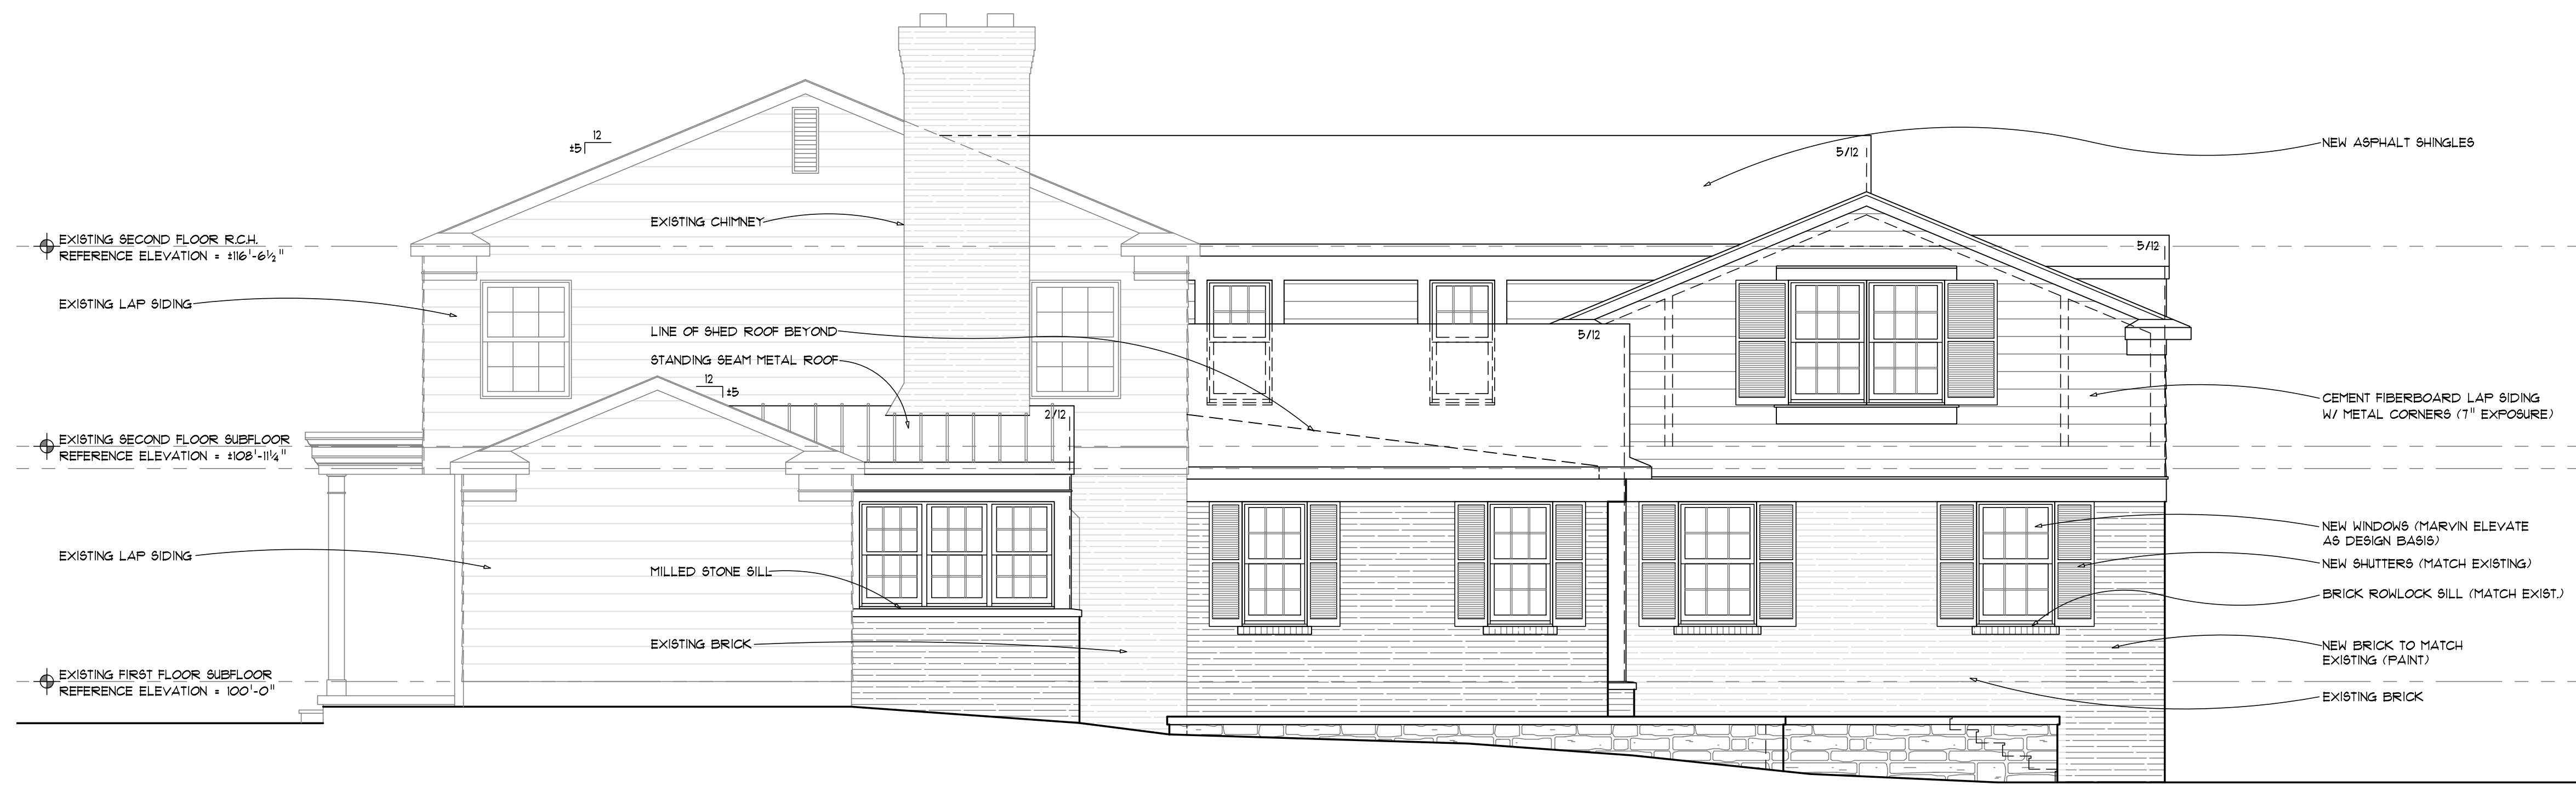 12
±5
5/12
NEW ASPHALT SHINGLES
EXISTING CHIMNEY
EXISTING SECOND FLOOR R.C.H.
REFERENCE ELEVATION = ±116'-6½"
5/12
EXISTING LAP SIDING
LINE OF SHED ROOF BEYOND
5/12
STANDING SEAM METAL ROOF
12
±5
2/12
CEMENT FIBERBOARD LAP SIDING
W/ METAL CORNERS (7" EXPOSURE)
EXISTING SECOND FLOOR SUBFLOOR
REFERENCE ELEVATION = ±108'-11¼"
NEW WINDOWS (MARVIN ELEVATE
AS DESIGN BASIS)
EXISTING LAP SIDING
NEW SHUTTERS (MATCH EXISTING)
MILLED STONE SILL
BRICK ROWLOCK SILL (MATCH EXIST.)
EXISTING BRICK
NEW BRICK TO MATCH
EXISTING (PAINT)
EXISTING FIRST FLOOR SUBFLOOR
REFERENCE ELEVATION = 100'-0"
EXISTING BRICK